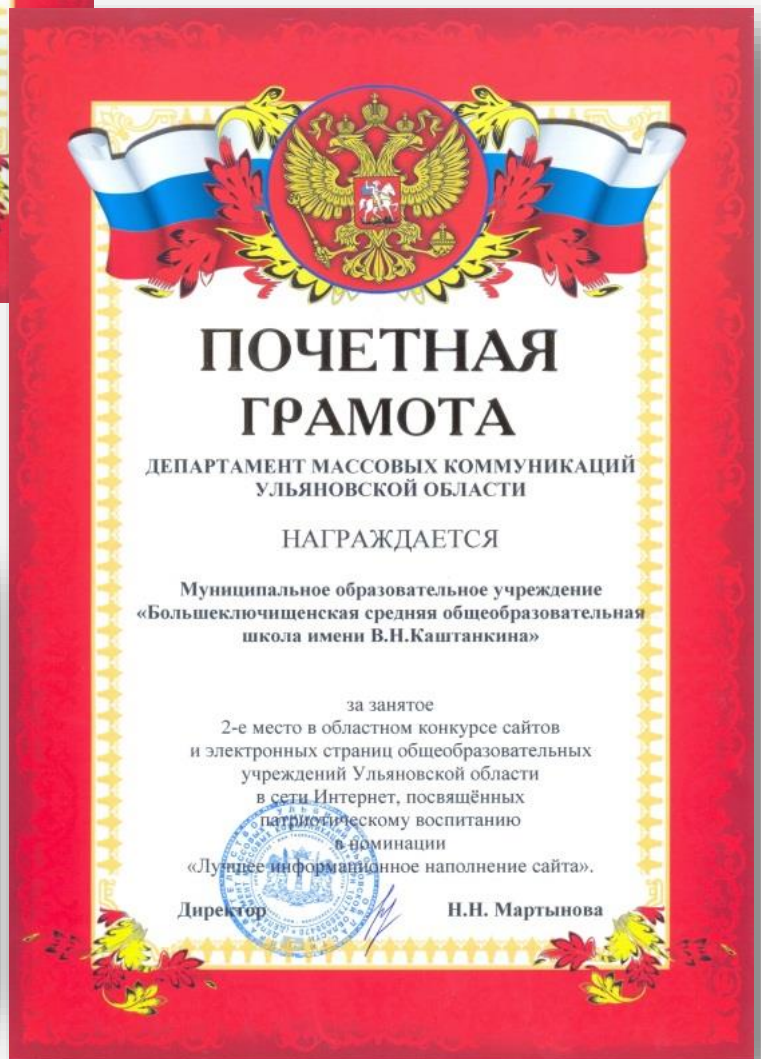 ПОЧЕТНАЯ
ГРАМОТА
ДЕПАРТАМЕНТ МАССОВЫХ КОММУНИКАЦИЙ
УЛЬЯНОВСКОЙ ОБЛАСТИ
НАГРАЖДАЕТСЯ
Муниципальное образовательное учреждение
«Большеключищенская средняя общеобразовательная
школа имени В.Н.Каштанкина»
за занятое
2-е место в областном конкурсе сайтов
и электронных страниц общеобразовательных
учреждений Ульяновской области
в сети Интернет, посвящённых
патриотическому воспитанию
в номинации
«Лучшее информационное наполнение сайта».
Директор Н.Н. Мартынова